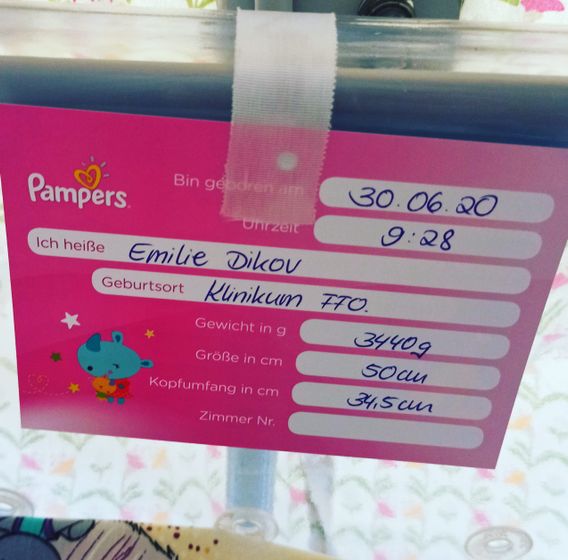 Pampers
Bin geboren am 30.06.20
Uhrzeit 9:28
Ich heiße Emilie Dikov
Geburtsort Klinikum FFO.
Gewicht in g 3440g
Größe in cm 50cm
Kopfumfang in cm 34,5cm
Zimmer Nr.